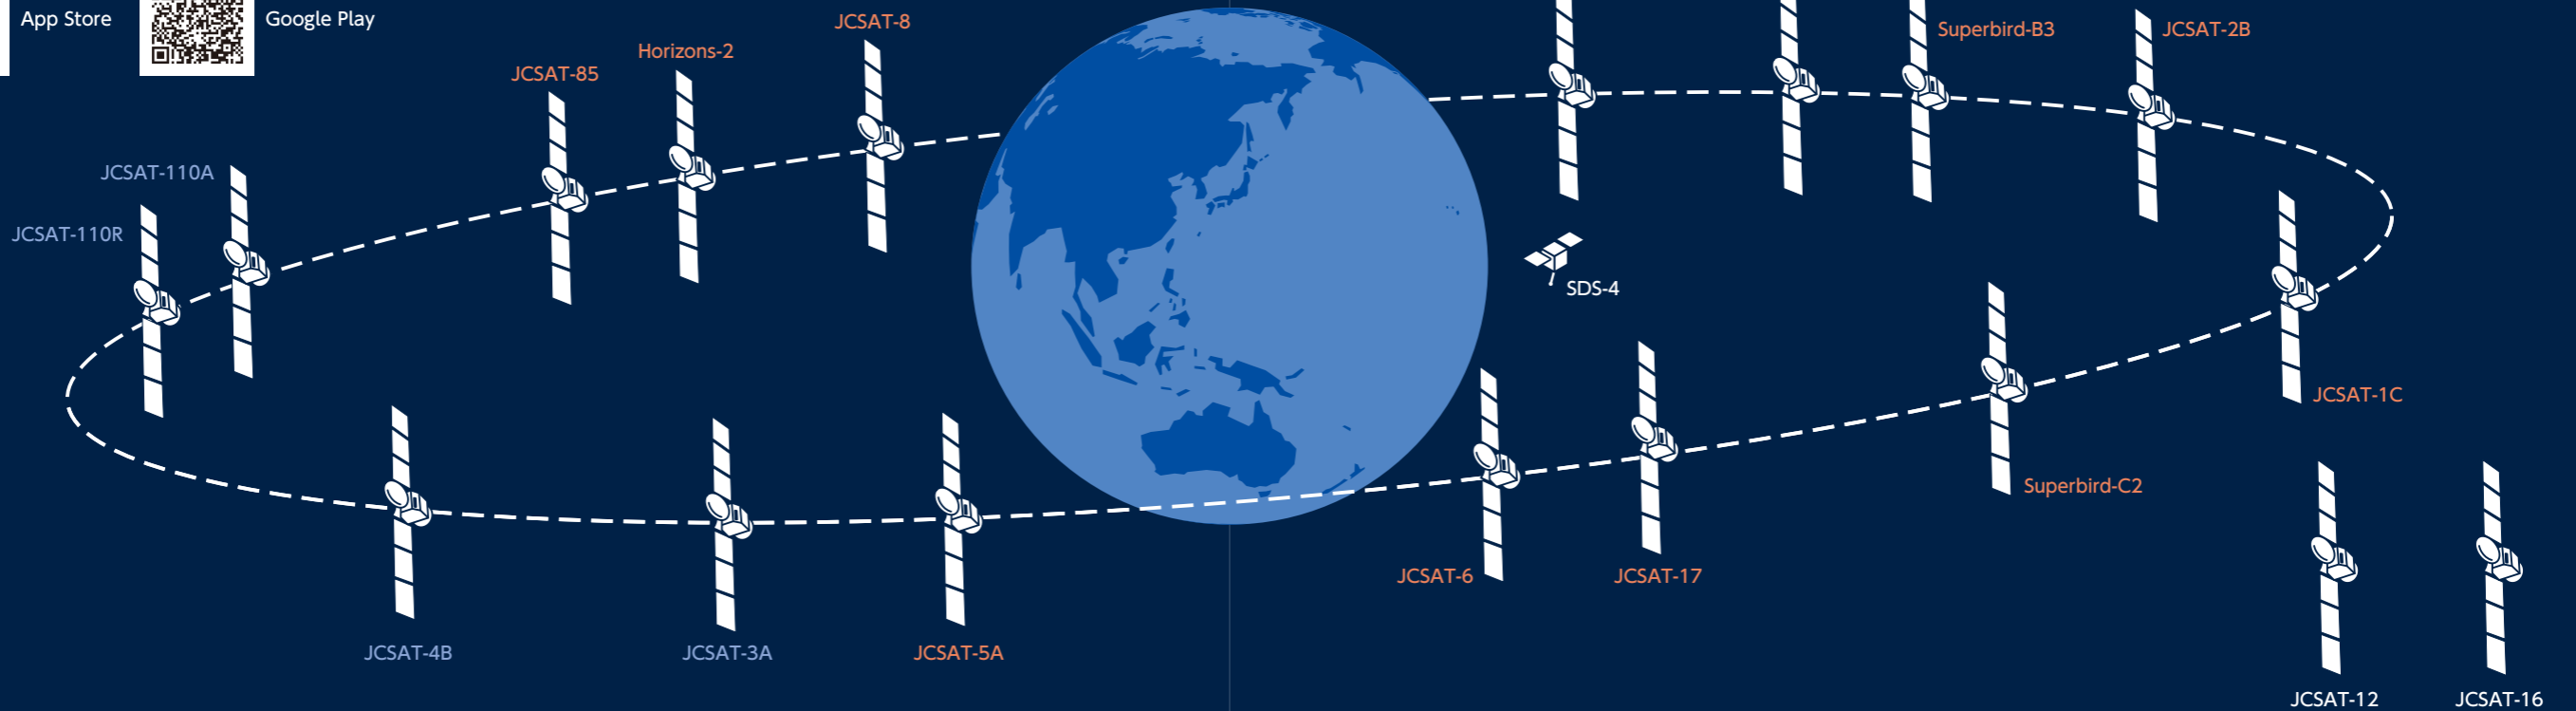 App Store
Google Play
JCSAT-8
Superbird-B3
JCSAT-2B
Horizons-2
JCSAT-85
JCSAT-110A
JCSAT-110R
SDS-4
JCSAT-1C
Superbird-C2
JCSAT-6
JCSAT-17
JCSAT-4B
JCSAT-3A
JCSAT-5A
JCSAT-12
JCSAT-16